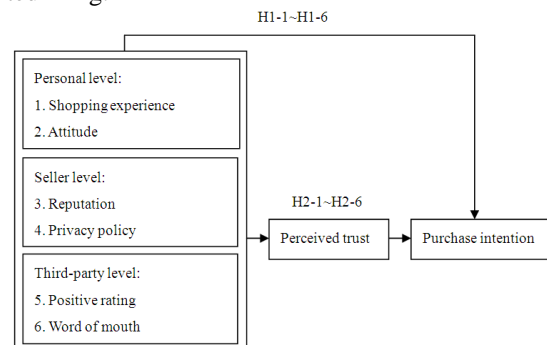 H1-1~H1-6
Personal level:
1. Shopping experience
2. Attitude
Seller level:
3. Reputation
4. Privacy policy
H2-1~H2-6
Perceived trust
Purchase intention
Third-party level:
5. Positive rating
6. Word of mouth